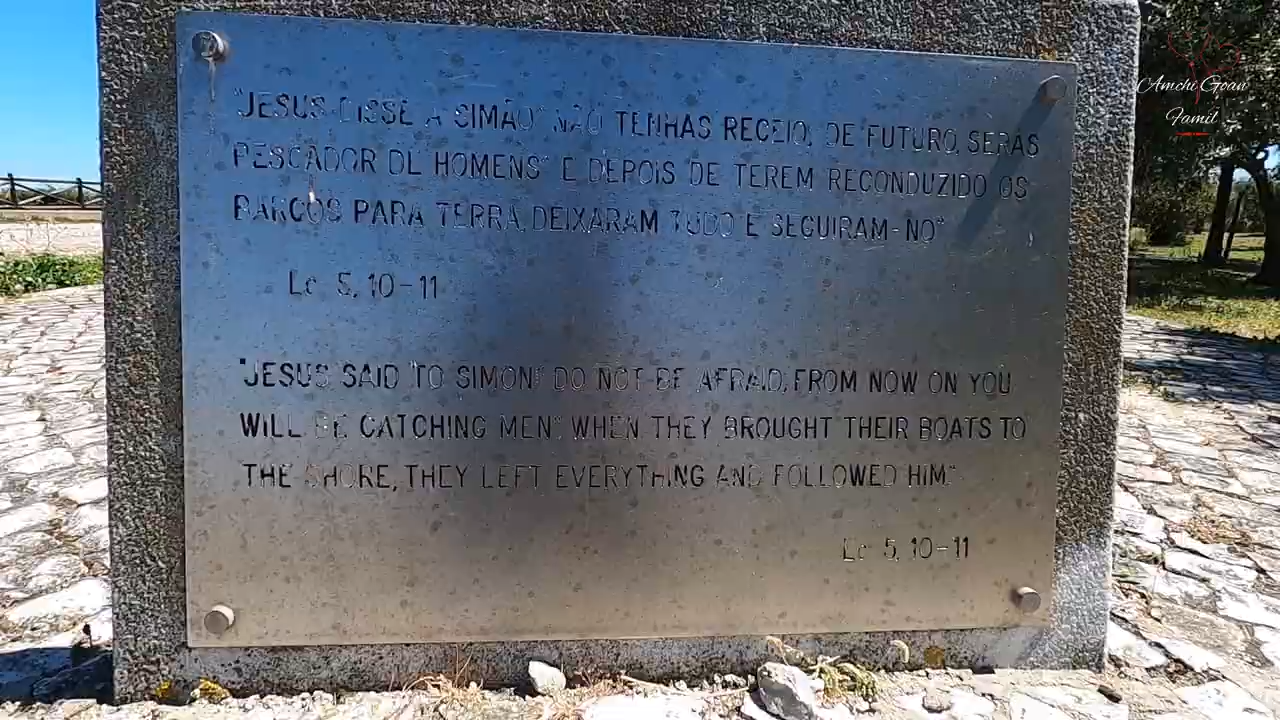 "JESUS DISSE A SIMÃO" NÃO TENHAS RECEIO, DE FUTURO, SERÁS
PESCADOR DE HOMENS" E DEPOIS DE TEREM RECONDUZIDO OS
BARCOS PARA TERRA, DEIXARAM TUDO E SEGUIRAM-NO"
Lc 5, 10-11
"JESUS SAID TO SIMON" DO NOT BE AFRAID, FROM NOW ON YOU
WILL BE CATCHING MEN" WHEN THEY BROUGHT THEIR BOATS TO
THE SHORE, THEY LEFT EVERYTHING AND FOLLOWED HIM."
Lc 5, 10-11
Amchi Goan
Famil